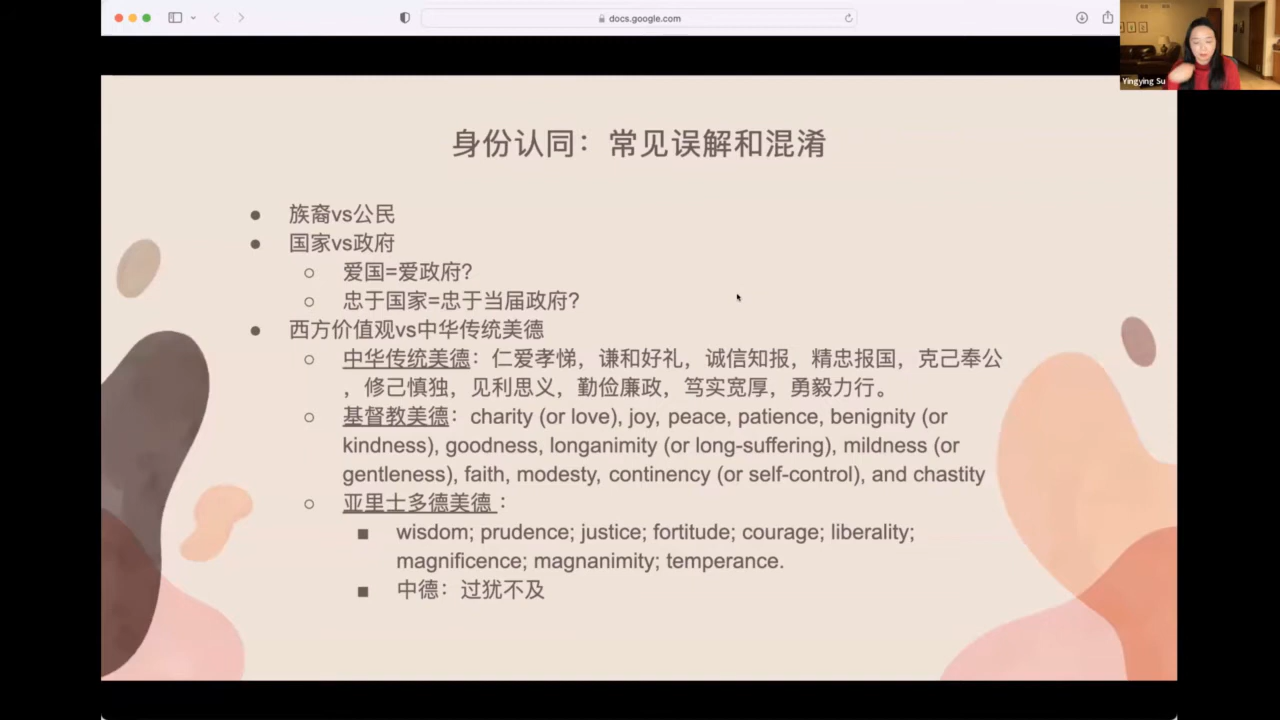 docs.google.com
Yingying Su
身份认同：常见误解和混淆
族裔vs公民
国家vs政府
爱国=爱政府?
忠于国家=忠于当届政府?
西方价值观vs中华传统美德
中华传统美德：仁爱孝悌，谦和好礼，诚信知报，精忠报国，克己奉公
，修己慎独，见利思义，勤俭廉政，笃实宽厚，勇毅力行。
基督教美德：charity (or love), joy, peace, patience, benignity (or
kindness), goodness, longanimity (or long-suffering), mildness (or
gentleness), faith, modesty, continency (or self-control), and chastity
亚里士多德美德 ：
wisdom; prudence; justice; fortitude; courage; liberality;
magnificence; magnanimity; temperance.
中德：过犹不及